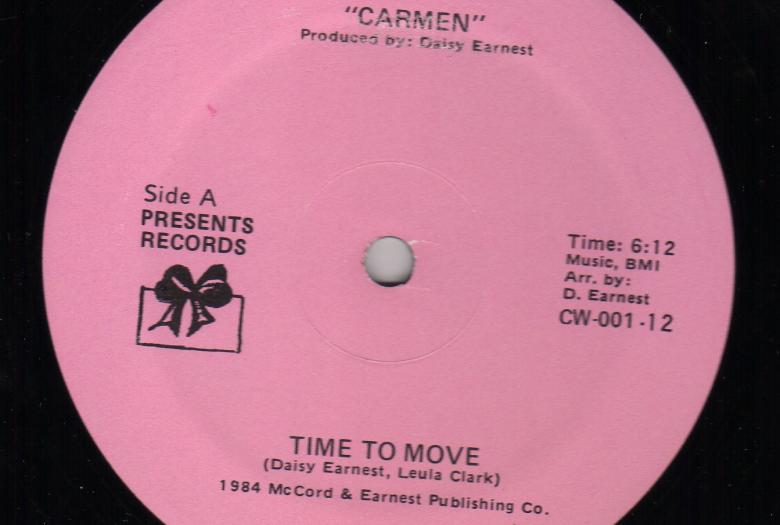 "CARMEN"
Produced by: Daisy Earnest
Side A
PRESENTS
RECORDS
Time: 6:12
Music, BMI
Arr. by:
D. Earnest
CW-001-12
TIME TO MOVE
(Daisy Earnest, Leula Clark)
1984 McCord & Earnest Publishing Co.